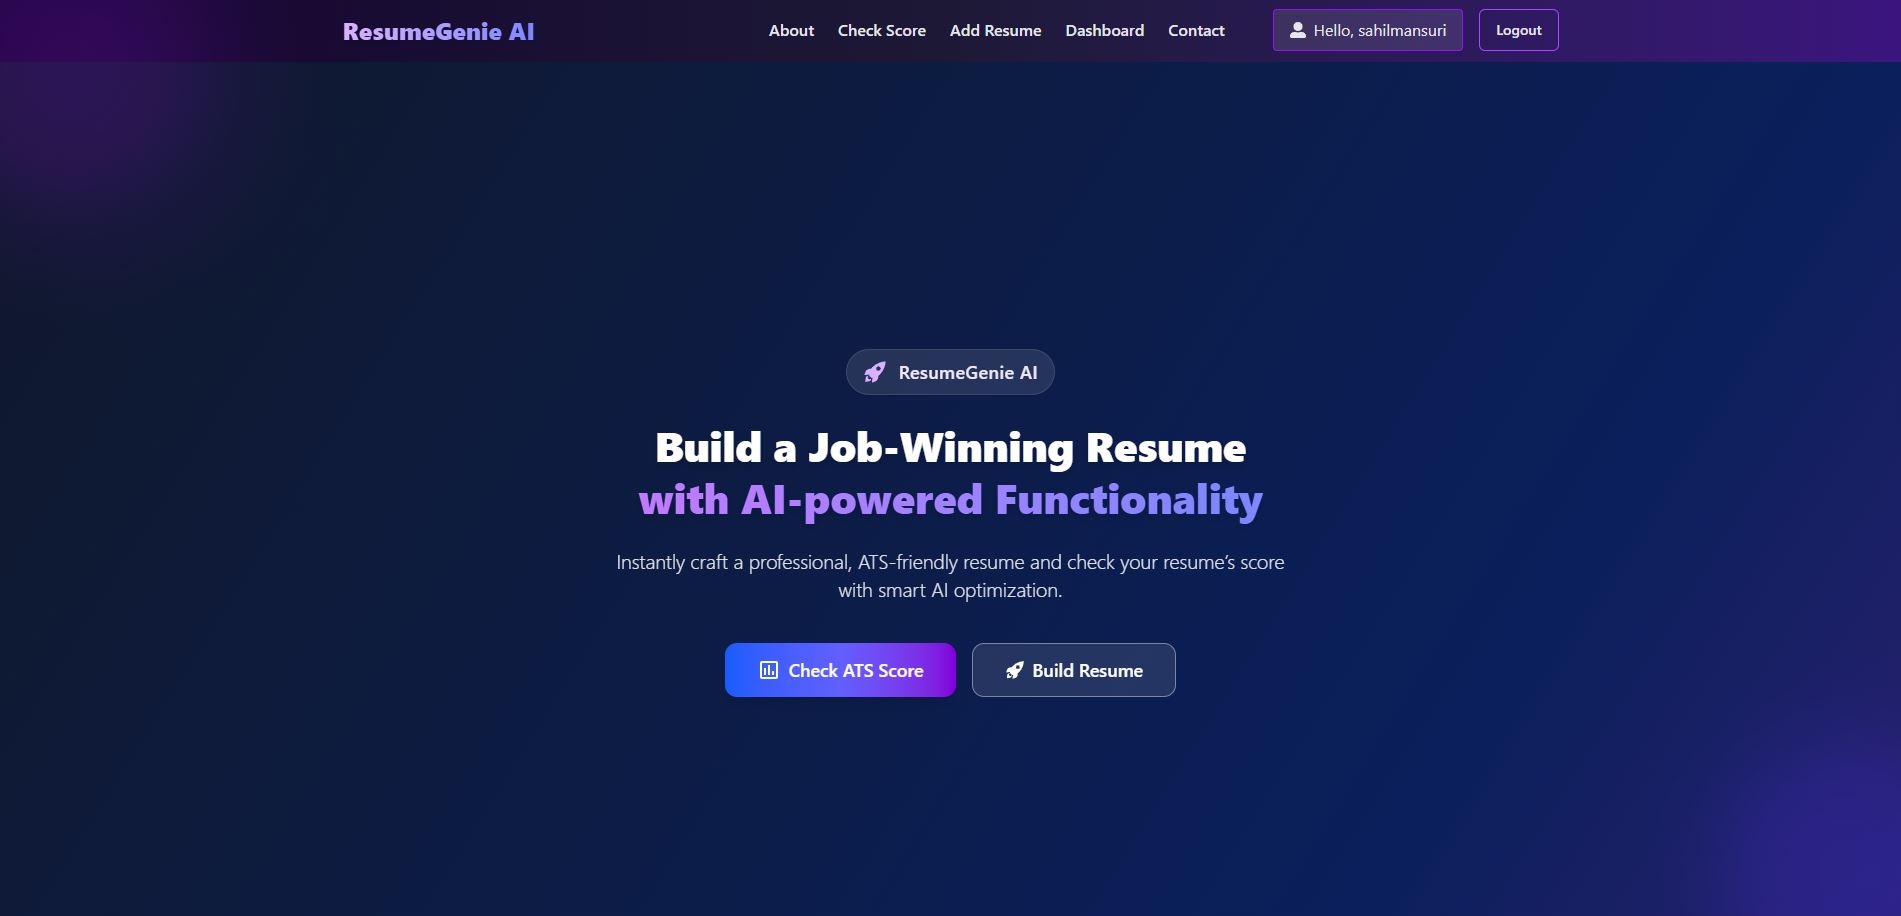 ResumeGenie AI
About
Check Score
Add Resume
Dashboard
Contact
Hello, sahilmansuri
Logout
ResumeGenie AI
Build a Job-Winning Resume
with AI-powered Functionality
Instantly craft a professional, ATS-friendly resume and check your resume’s score
with smart AI optimization.
Check ATS Score
Build Resume